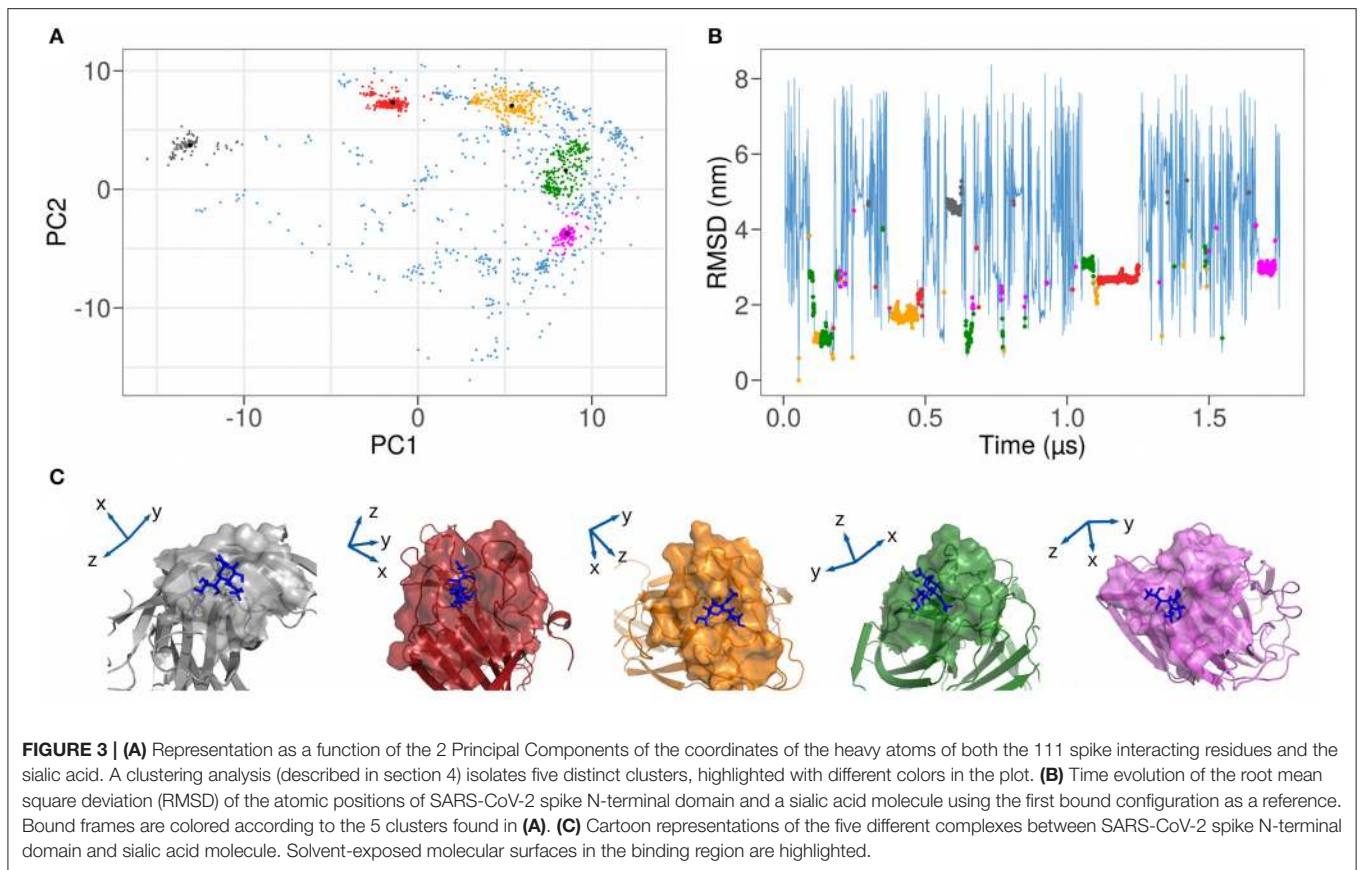 A
10
0
-10
PC2
-10
0
10
PC1
B
8
6
4
2
0
RMSD (nm)
0.0
0.5
1.0
1.5
Time (μs)
C
x
y
z
z
y
x
y
z
x
z
x
y
y
z
x
FIGURE 3 | (A) Representation as a function of the 2 Principal Components of the coordinates of the heavy atoms of both the 111 spike interacting residues and the
sialic acid. A clustering analysis (described in section 4) isolates five distinct clusters, highlighted with different colors in the plot. (B) Time evolution of the root mean
square deviation (RMSD) of the atomic positions of SARS-CoV-2 spike N-terminal domain and a sialic acid molecule using the first bound configuration as a reference.
Bound frames are colored according to the 5 clusters found in (A). (C) Cartoon representations of the five different complexes between SARS-CoV-2 spike N-terminal
domain and sialic acid molecule. Solvent-exposed molecular surfaces in the binding region are highlighted.